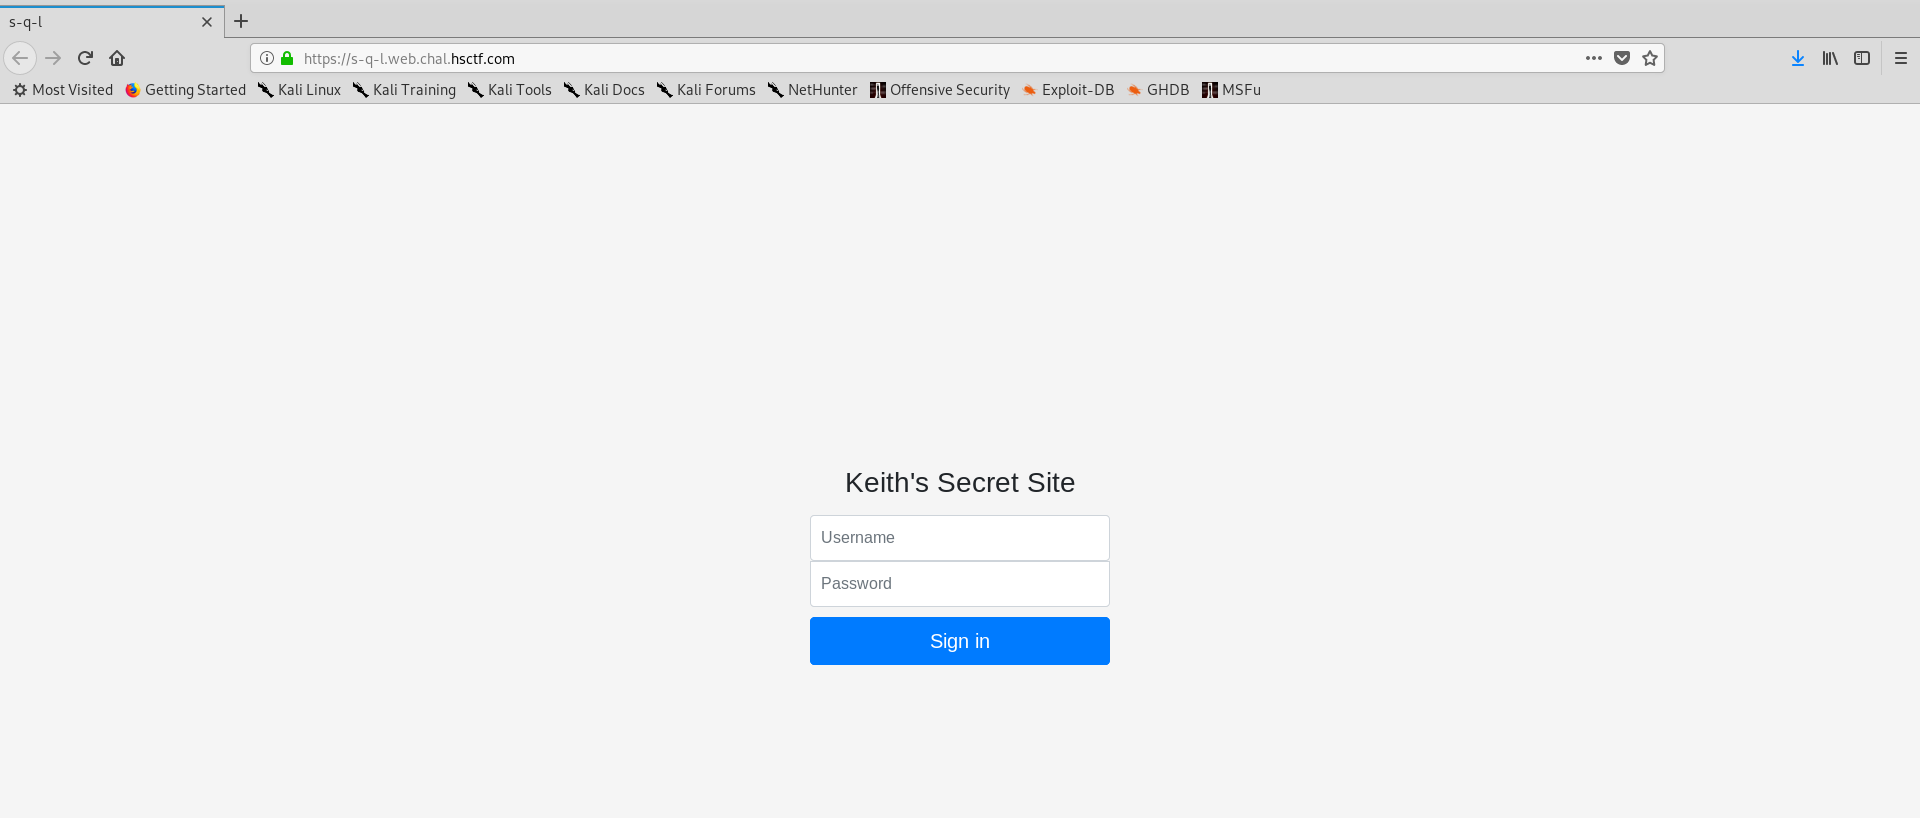 s-q-l
https://s-q-l.web.chal.hsctf.com
Most Visited Getting Started Kali Linux Kali Training Kali Tools Kali Docs Kali Forums NetHunter Offensive Security Exploit-DB GHDB MSFu
Keith's Secret Site
Username
Password
Sign in